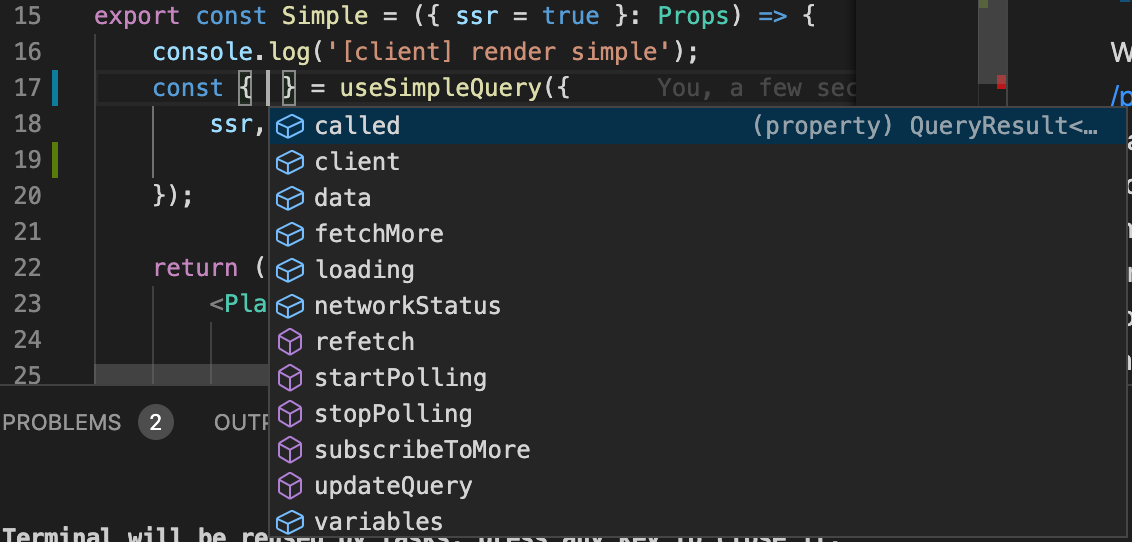 15 export const Simple = ({ ssr = true }: Props) => {
16 console.log('[client] render simple');
17 const { } = useSimpleQuery({ You, a few sec
18 ssr,
called (property) QueryResult<…
19
client
20 });
data
21
fetchMore
22 return (
loading
23 <Pla
networkStatus
24
refetch
25
startPolling
PROBLEMS 2
stopPolling
subscribeToMore
updateQuery
variables
Terminal will be reused by tasks, press any key to close it.
W
/p